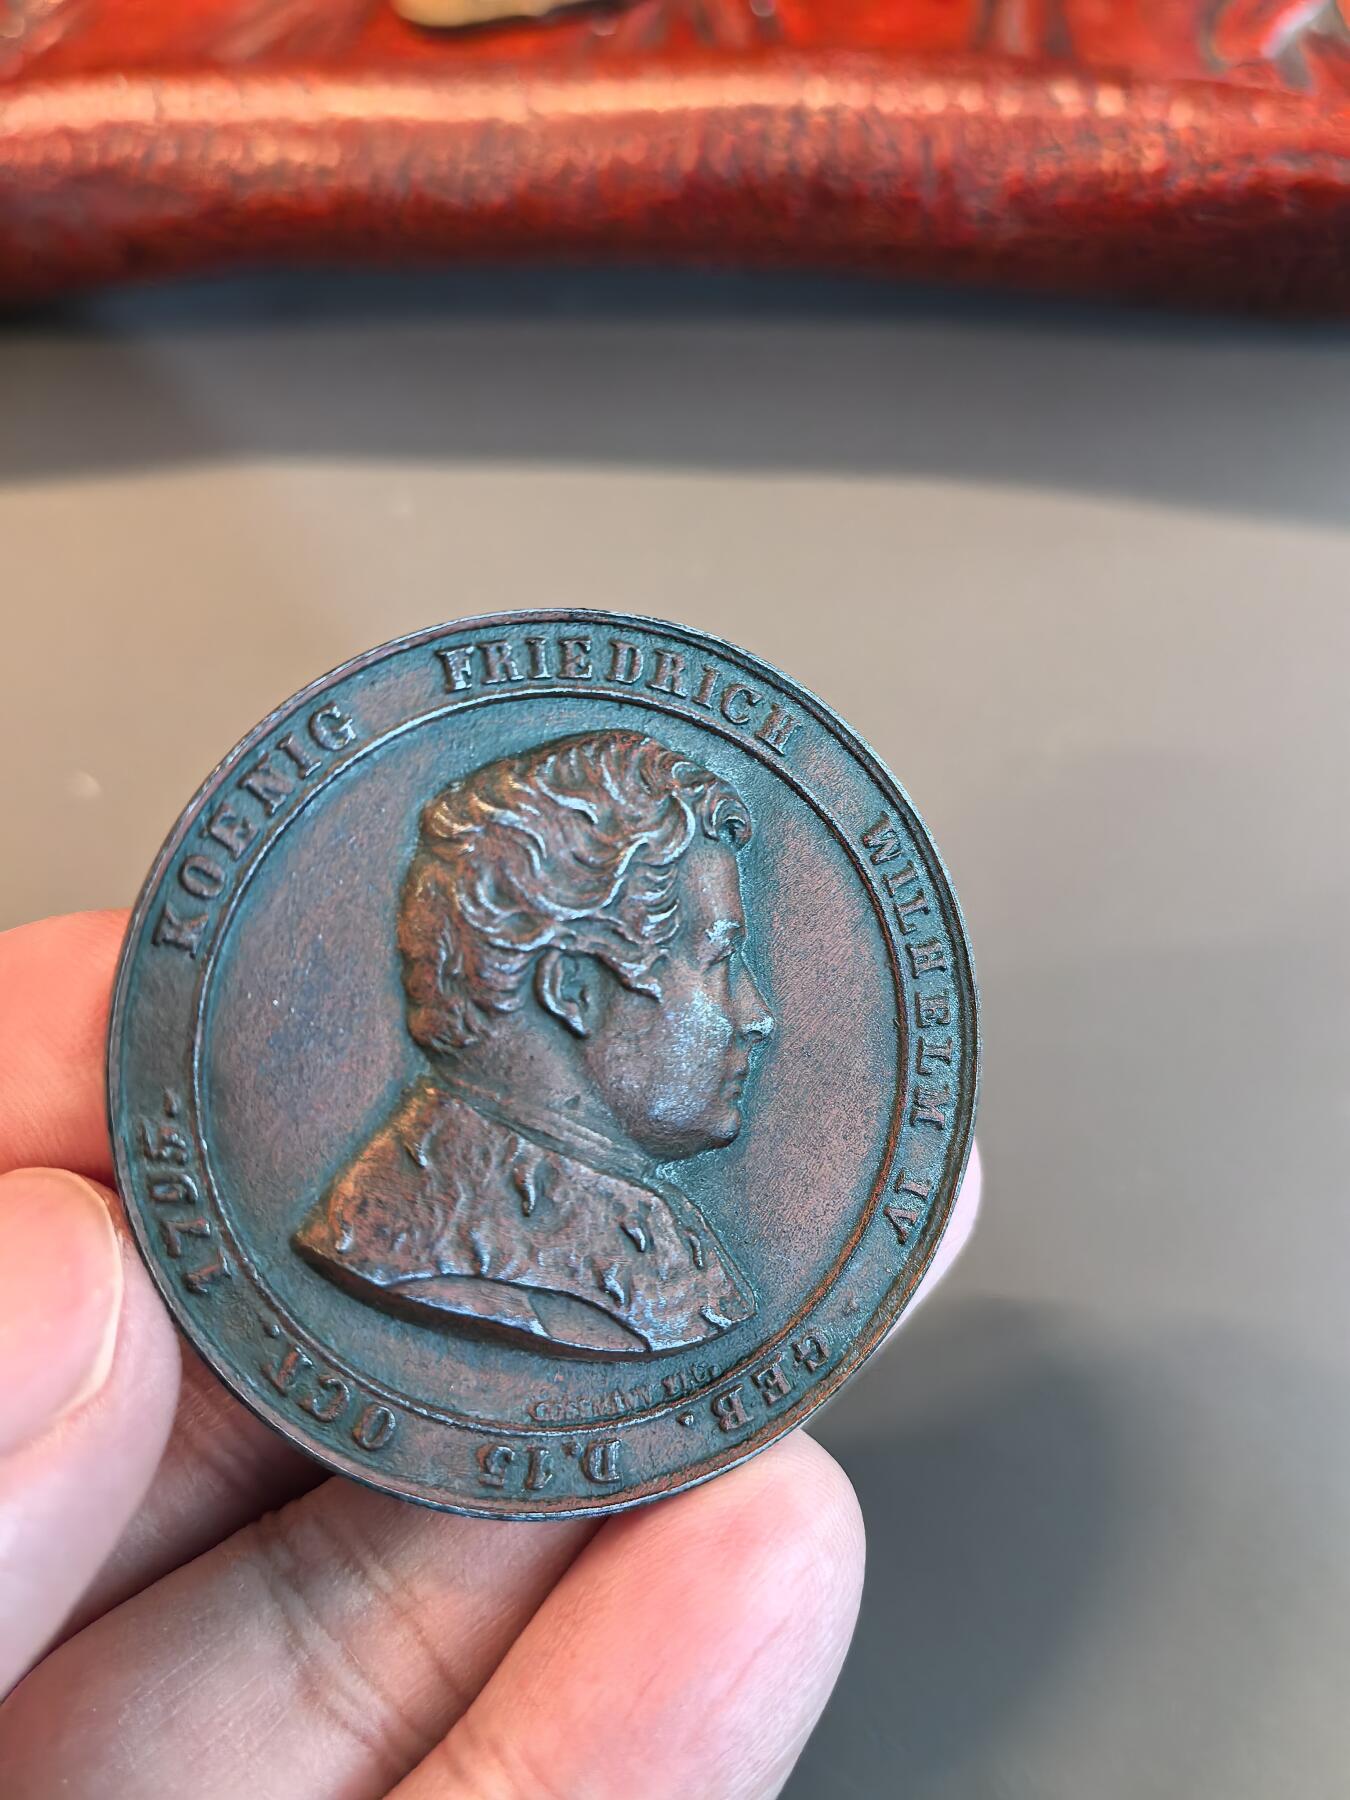 KOENIG FRIEDRICH WILHELM IV
GEB. D.15 OCT. 1795.